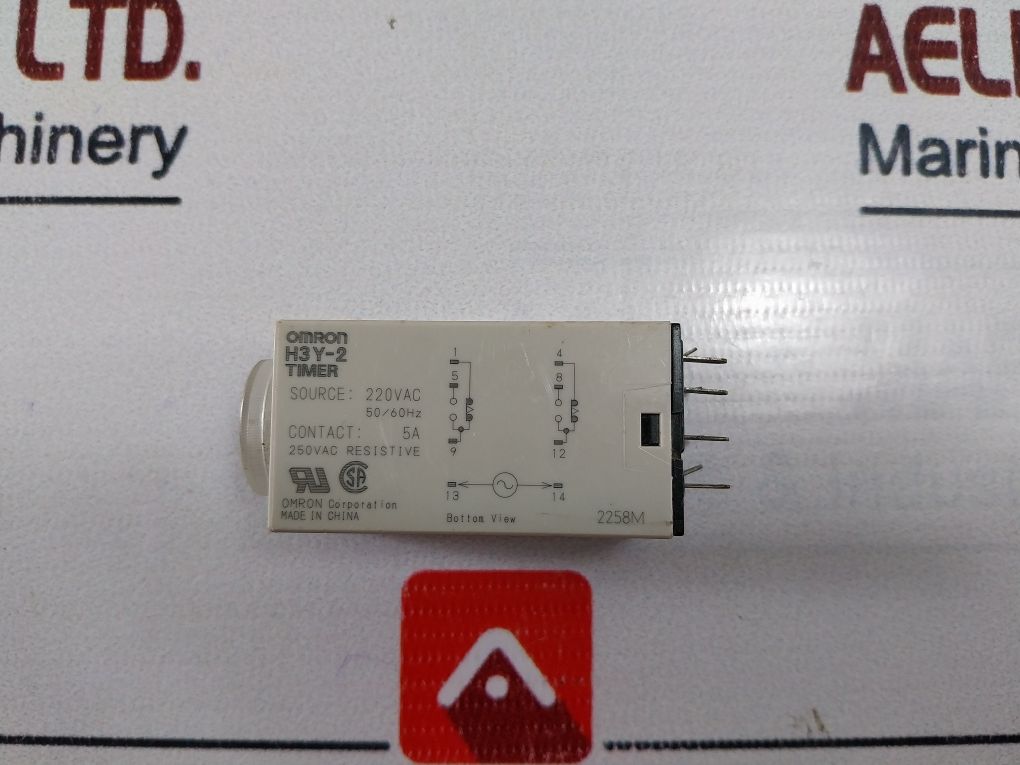 LTD.
AEL
hinery
Marin
OMRON
H3Y-2
TIMER
SOURCE: 220VAC
50/60Hz
CONTACT: 5A
250VAC RESISTIVE
OMRON Corporation
MADE IN CHINA
1 4
5 8
9 12
13 14
Bottom View
2258M